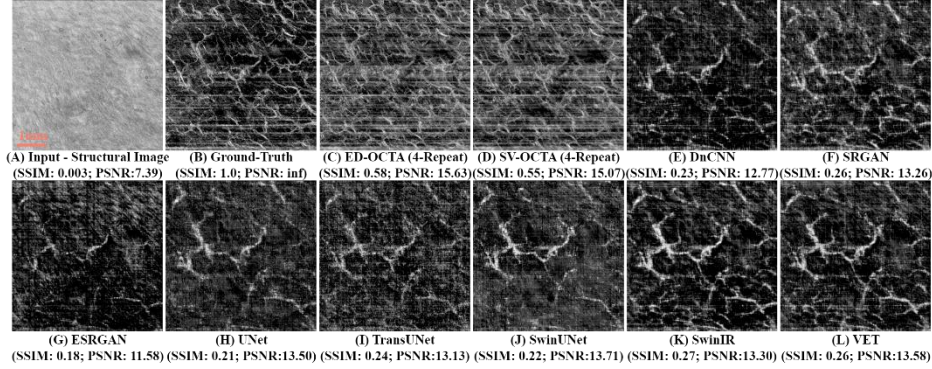 (A) Input - Structural Image
(SSIM: 0.003; PSNR:7.39)
(B) Ground-Truth
(SSIM: 1.0; PSNR: inf)
(C) ED-OCTA (4-Repeat)
(SSIM: 0.58; PSNR: 15.63)
(D) SV-OCTA (4-Repeat)
(SSIM: 0.55; PSNR: 15.07)
(E) DnCNN
(SSIM: 0.23; PSNR: 12.77)
(F) SRGAN
(SSIM: 0.26; PSNR: 13.26)
(G) ESRGAN
(SSIM: 0.18; PSNR: 11.58)
(H) UNet
(SSIM: 0.21; PSNR:13.50)
(I) TransUNet
(SSIM: 0.24; PSNR:13.13)
(J) SwinUNet
(SSIM: 0.22; PSNR:13.71)
(K) SwinIR
(SSIM: 0.27; PSNR: 13.30)
(L) VET
(SSIM: 0.26; PSNR: 13.58)